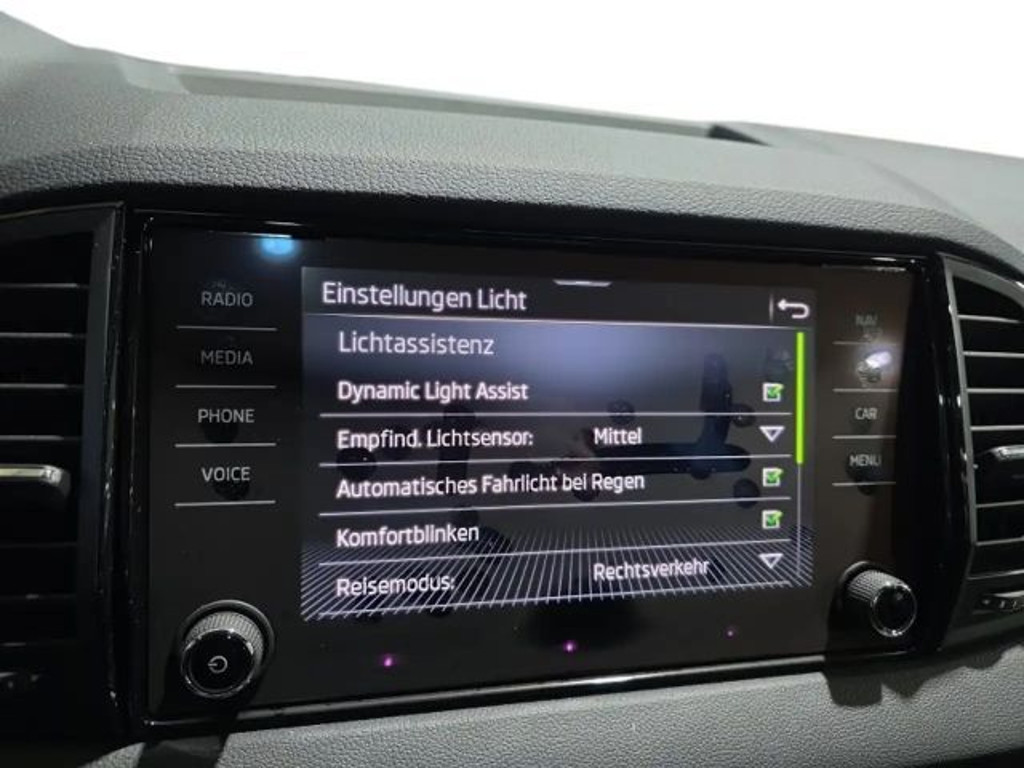 RADIO
MEDIA
PHONE
VOICE
Einstellungen Licht
Lichtassistenz
Dynamic Light Assist
Empfind. Lichtsensor: Mittel
Automatisches Fahrlicht bei Regen
Komfortblinken
Reisemodus: Rechtsverkehr
NAV
CAR
MENU